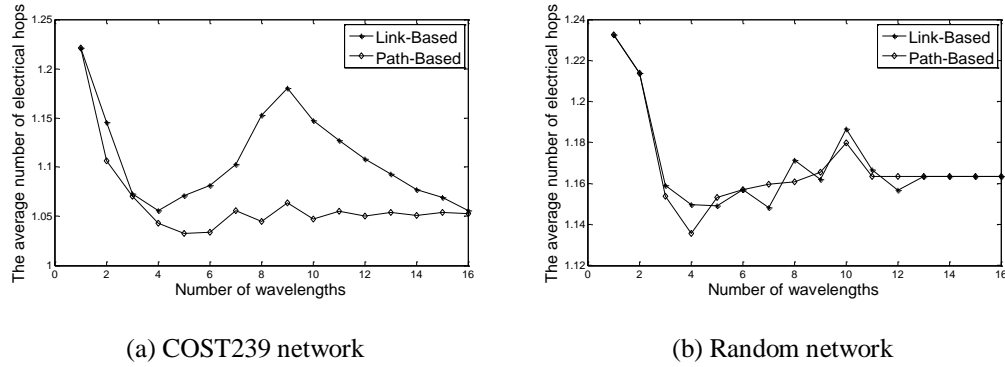 The average number of electrical hops
1.25
1.2
1.15
1.1
1.05
1
0 2 4 6 8 10 12 14 16
Number of wavelengths
Link-Based
Path-Based
(a) COST239 network
The average number of electrical hops
1.24
1.22
1.2
1.18
1.16
1.14
1.12
0 2 4 6 8 10 12 14 16
Number of wavelengths
Link-Based
Path-Based
(b) Random network